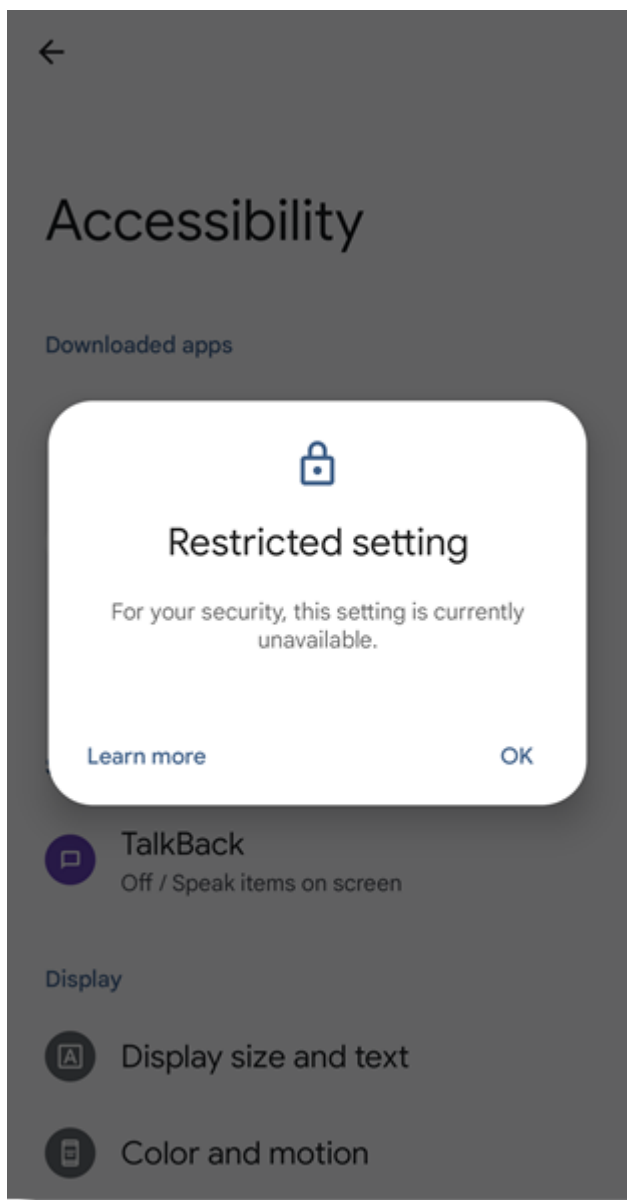 Accessibility
Downloaded apps
Restricted setting
For your security, this setting is currently
unavailable.
Learn more
OK
TalkBack
Off / Speak items on screen
Display
Display size and text
Color and motion